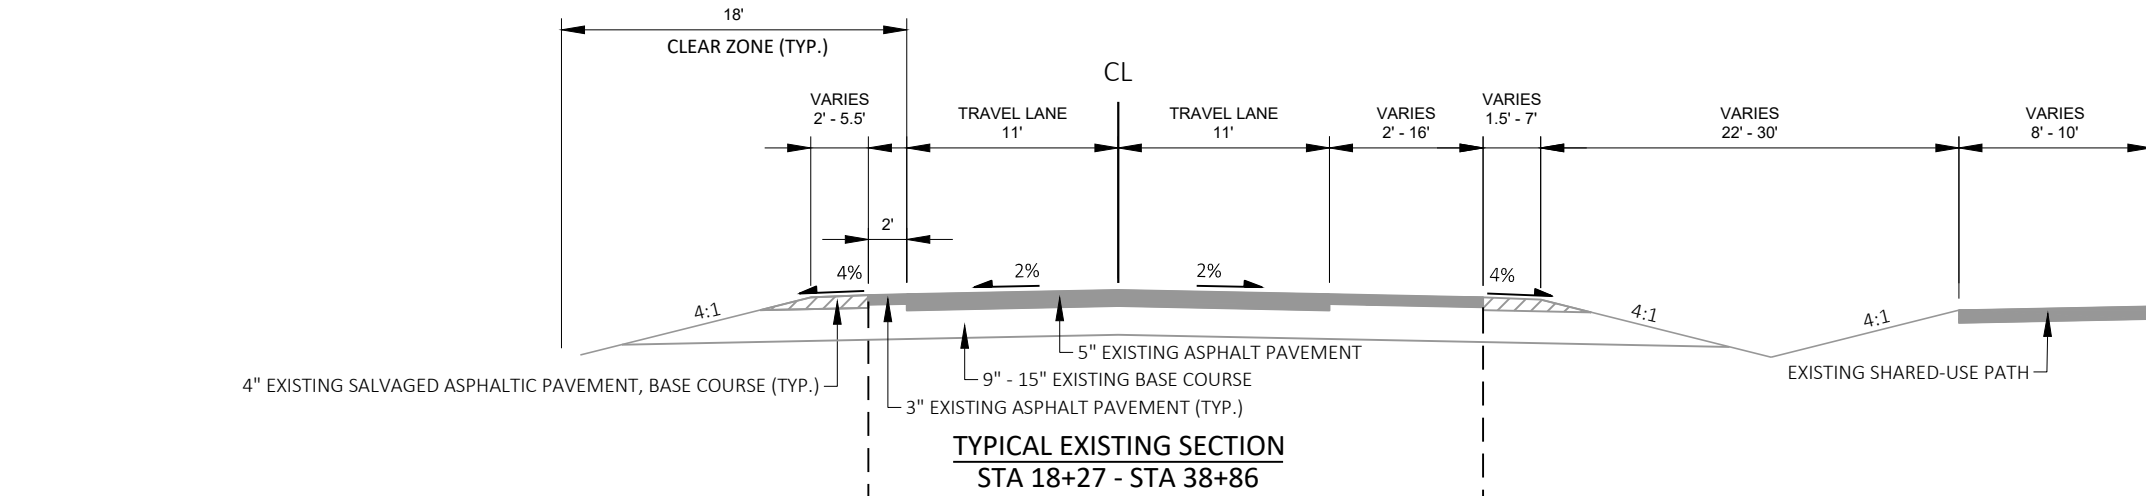 18'
CLEAR ZONE (TYP.)
CL
VARIES
2' - 5.5'
TRAVEL LANE
11'
TRAVEL LANE
11'
VARIES
2' - 16'
VARIES
1.5' - 7'
VARIES
22' - 30'
VARIES
8' - 10'
2'
4%
2%
2%
4%
4:1
4:1
4:1
5" EXISTING ASPHALT PAVEMENT
4" EXISTING SALVAGED ASPHALTIC PAVEMENT, BASE COURSE (TYP.)
9" - 15" EXISTING BASE COURSE
EXISTING SHARED-USE PATH
3" EXISTING ASPHALT PAVEMENT (TYP.)
TYPICAL EXISTING SECTION
STA 18+27 - STA 38+86